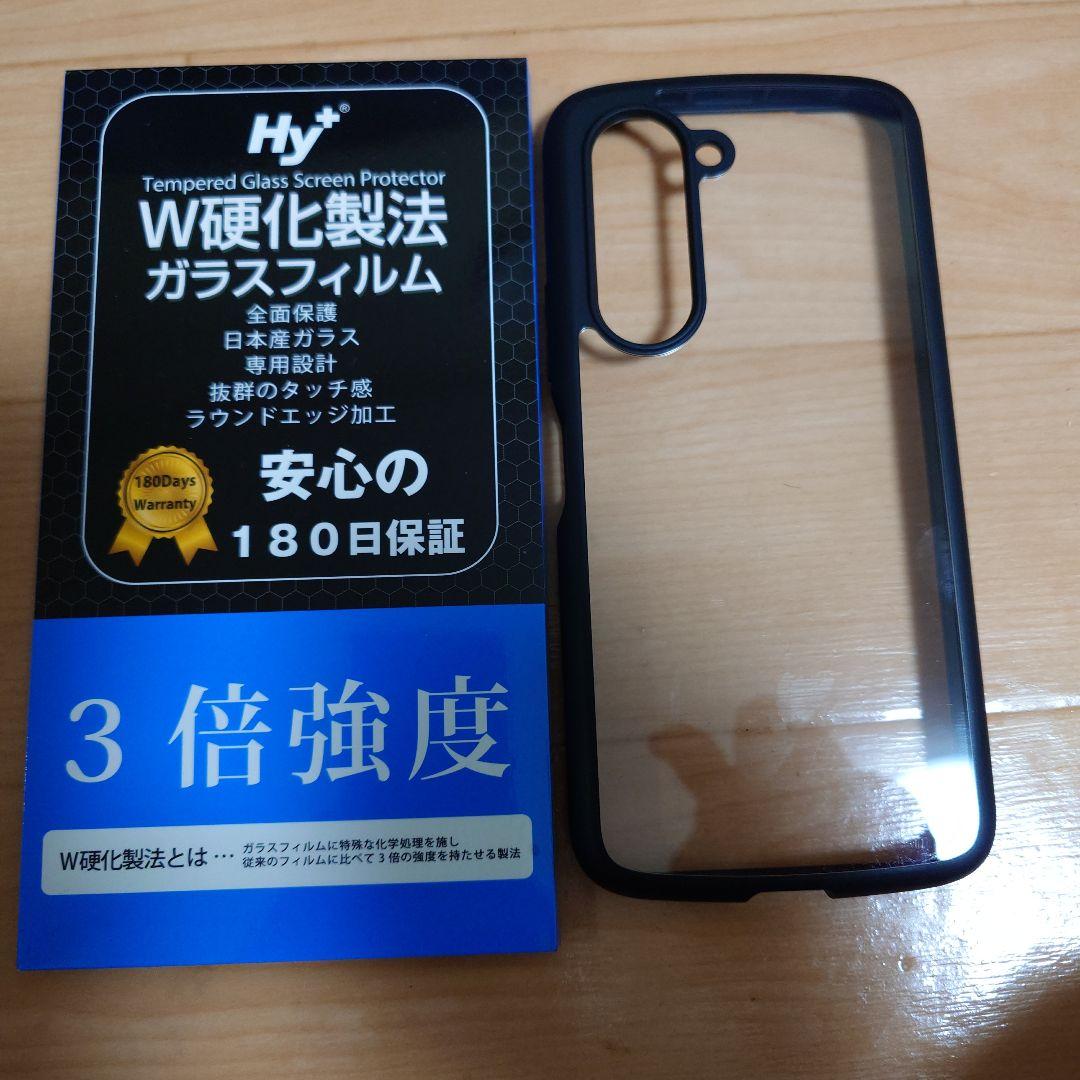 Hy+®
Tempered Glass Screen Protector
W硬化製法
ガラスフィルム
全面保護
日本産ガラス
専用設計
抜群のタッチ感
ラウンドエッジ加工
180Days
Warranty
安心の
180日保証
3倍強度
W硬化製法とは…
ガラスフィルムに特殊な化学処理を施し
従来のフィルムに比べて3倍の強度を持たせる製法